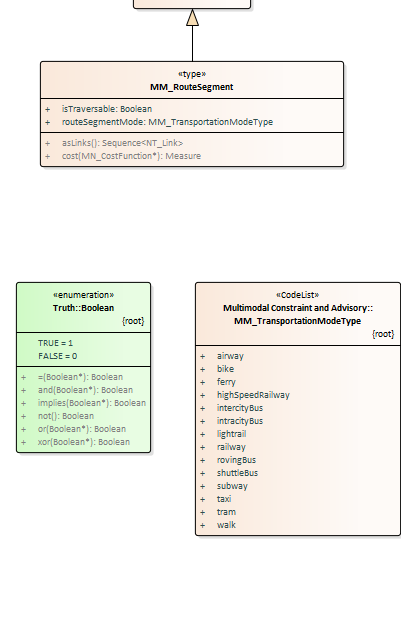 «type»
MM_RouteSegment
+ isTraversable: Boolean
+ routeSegmentMode: MM_TransportationModeType
+ asLinks(): Sequence<NT_Link>
+ cost(MN_CostFunction*): Measure
«enumeration»
Truth::Boolean
{root}
TRUE = 1
FALSE = 0
+ =(Boolean*): Boolean
+ and(Boolean*): Boolean
+ implies(Boolean*): Boolean
+ not(): Boolean
+ or(Boolean*): Boolean
+ xor(Boolean*): Boolean
«CodeList»
Multimodal Constraint and Advisory::
MM_TransportationModeType
{root}
+ airway
+ bike
+ ferry
+ highSpeedRailway
+ intercityBus
+ intracityBus
+ lightrail
+ railway
+ rovingBus
+ shuttleBus
+ subway
+ taxi
+ tram
+ walk